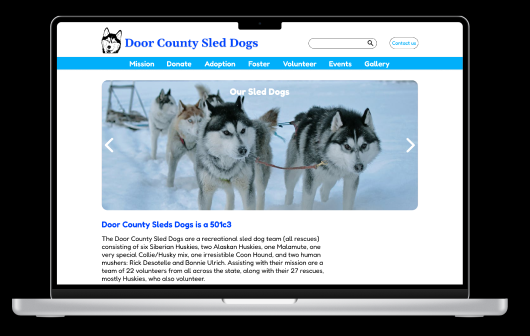 Door County Sled Dogs
Contact us
Mission Donate Adoption Foster Volunteer Events Gallery
Our Sled Dogs
Door County Sleds Dogs is a 501c3
The Door County Sled Dogs are a recreational sled dog team (all rescues)
consisting of six Siberian Huskies, two Alaskan Huskies, one Malamute, one
very special Collie/Husky mix, one irresistible Coon Hound, and two human
mushers: Rick Desotelle and Bonnie Ulrich. Assisting with their mission are a
team of 22 volunteers from all across the state, along with their 27 rescues,
mostly Huskies, who also volunteer.